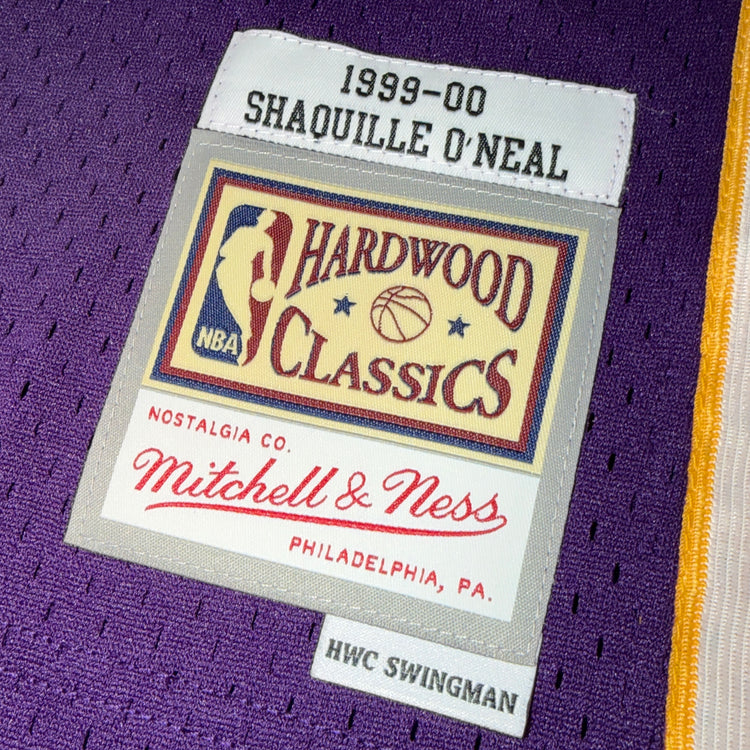 1999-00
SHAQUILLE O'NEAL
HARDWOOD
CLASSICS
NBA
NOSTALGIA CO.
Mitchell & Ness
PHILADELPHIA, PA.
HWC SWINGMAN